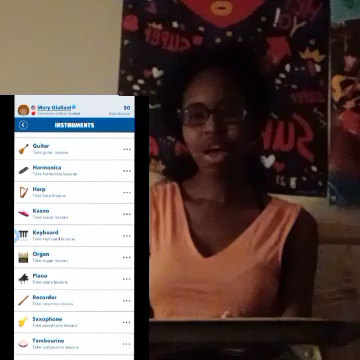 Mary Giuliani
50
INSTRUMENTS
Guitar
Take guitar lessons
Harmonica
Take harmonica lessons
Harp
Take harp lessons
Kazoo
Take kazoo lessons
Keyboard
Take keyboard lessons
Organ
Take organ lessons
Piano
Take piano lessons
Recorder
Take recorder lessons
Saxophone
Take saxophone lessons
Tambourine
Take tambourine lessons